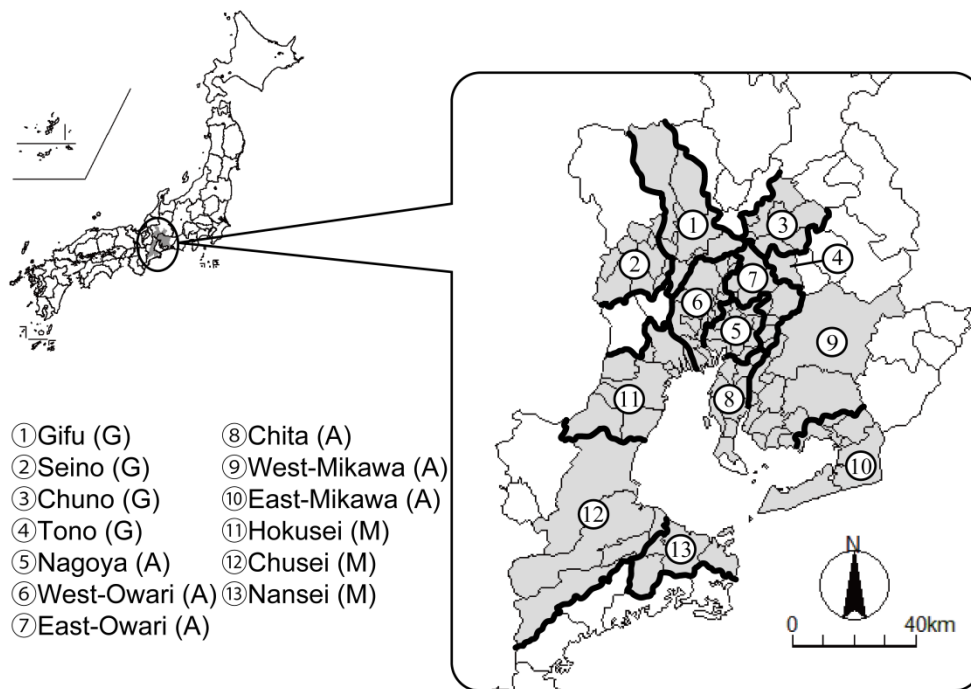 ①Gifu (G)
②Seino (G)
③Chuno (G)
④Tono (G)
⑤Nagoya (A)
⑥West-Owari (A)
⑦East-Owari (A)
⑧Chita (A)
⑨West-Mikawa (A)
⑩East-Mikawa (A)
⑪Hokusei (M)
⑫Chusei (M)
⑬Nansei (M)
①
②
③
④
⑤
⑥
⑦
⑧
⑨
⑩
⑪
⑫
⑬
N
0 40km